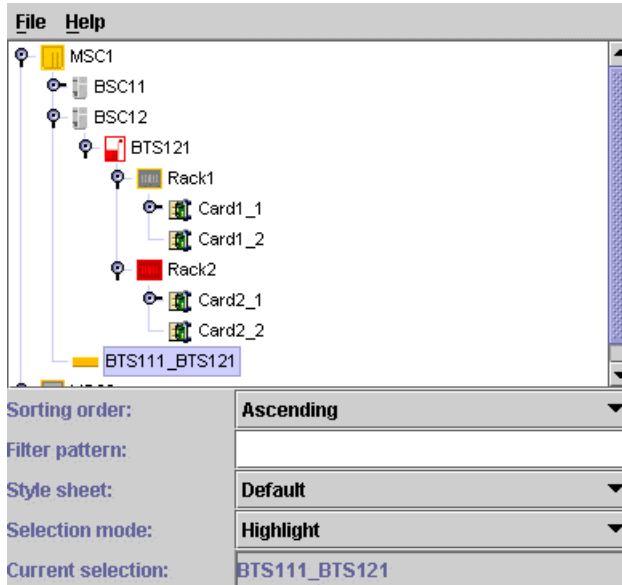 File Help
MSC1
BSC11
BSC12
BTS121
Rack1
Card1_1
Card1_2
Rack2
Card2_1
Card2_2
BTS111_BTS121
Sorting order: Ascending
Filter pattern:
Style sheet: Default
Selection mode: Highlight
Current selection: BTS111_BTS121